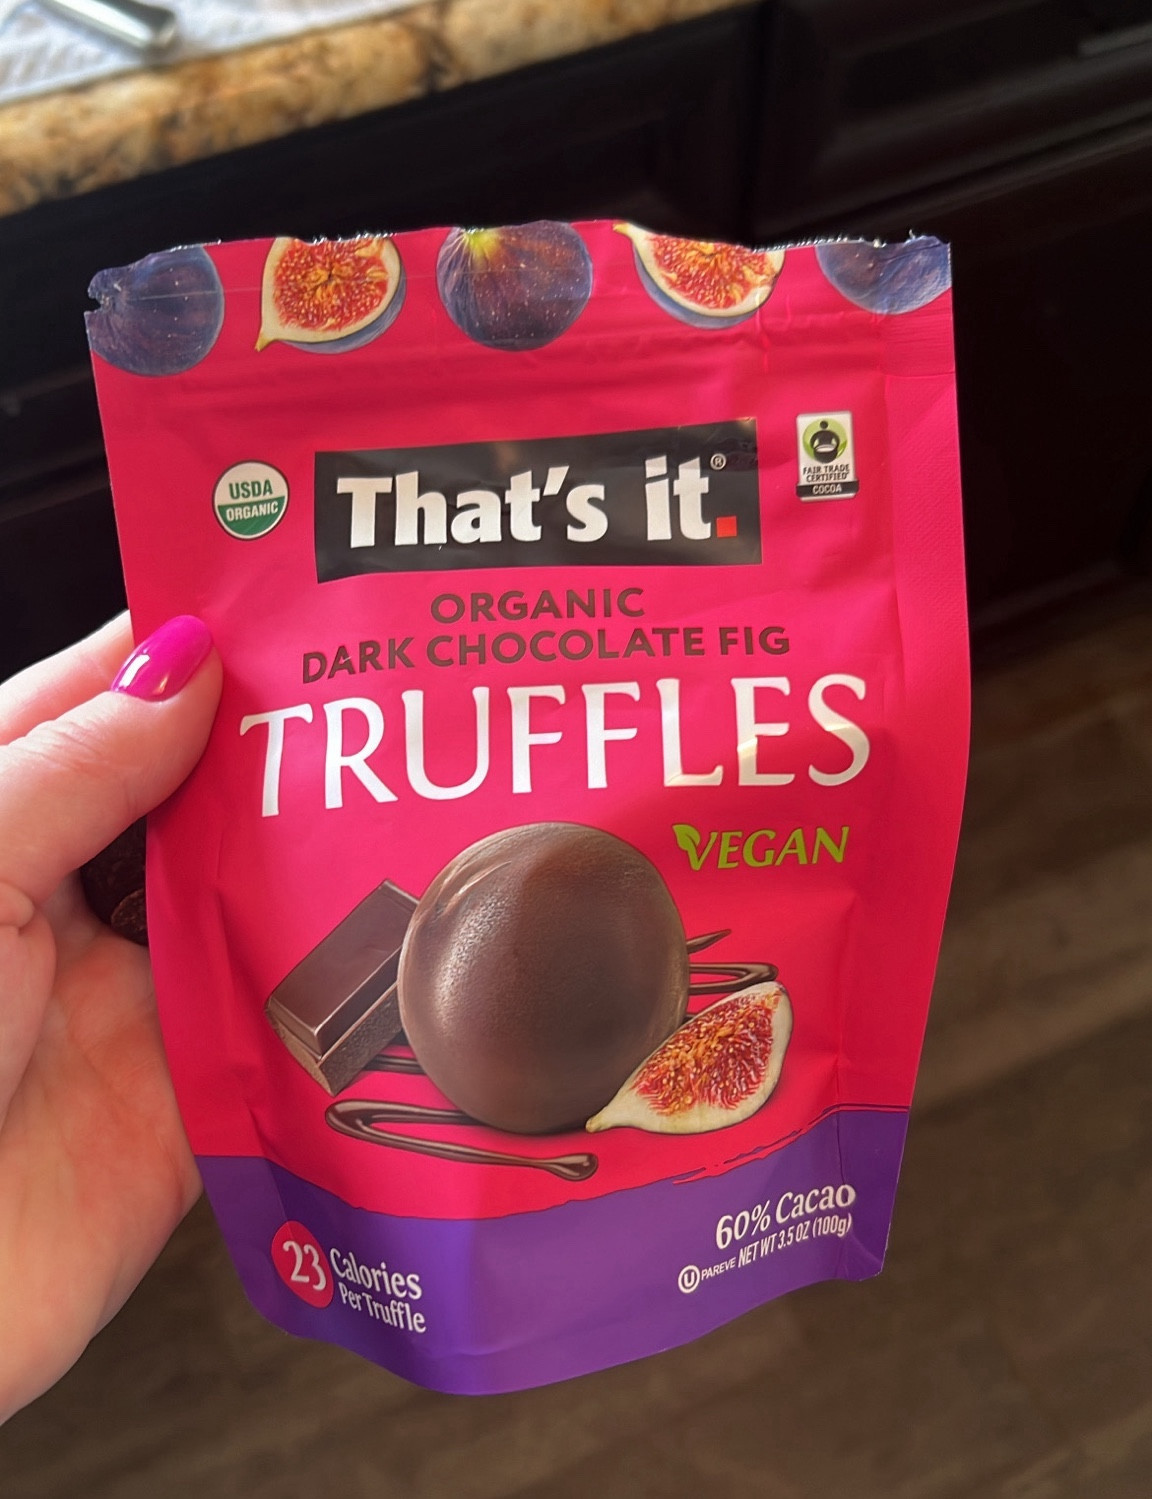 USDA
ORGANIC
That's it.®
FAIR TRADE
CERTIFIED
COCOA
ORGANIC
DARK CHOCOLATE FIG
TRUFFLES
VEGAN
60% Cacao
U PAREVE NET WT 3.5 OZ (100g)
23 Calories
Per Truffle